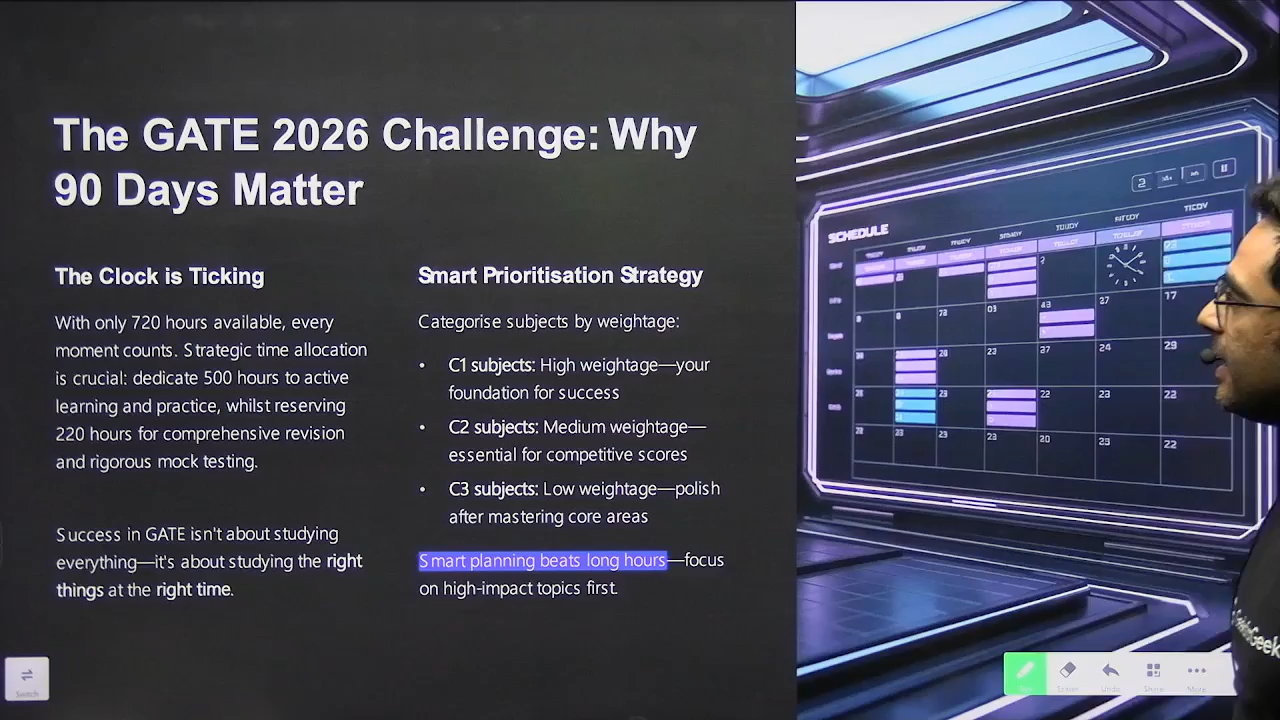 The GATE 2026 Challenge: Why
90 Days Matter
The Clock is Ticking
With only 720 hours available, every
moment counts. Strategic time allocation
is crucial: dedicate 500 hours to active
learning and practice, whilst reserving
220 hours for comprehensive revision
and rigorous mock testing.
Success in GATE isn't about studying
everything—it's about studying the right
things at the right time.
Smart Prioritisation Strategy
Categorise subjects by weightage:
• C1 subjects: High weightage—your
foundation for success
• C2 subjects: Medium weightage—
essential for competitive scores
• C3 subjects: Low weightage—polish
after mastering core areas
Smart planning beats long hours—focus
on high-impact topics first.
SCHEDULE
Switch
Eraser
Undo
More